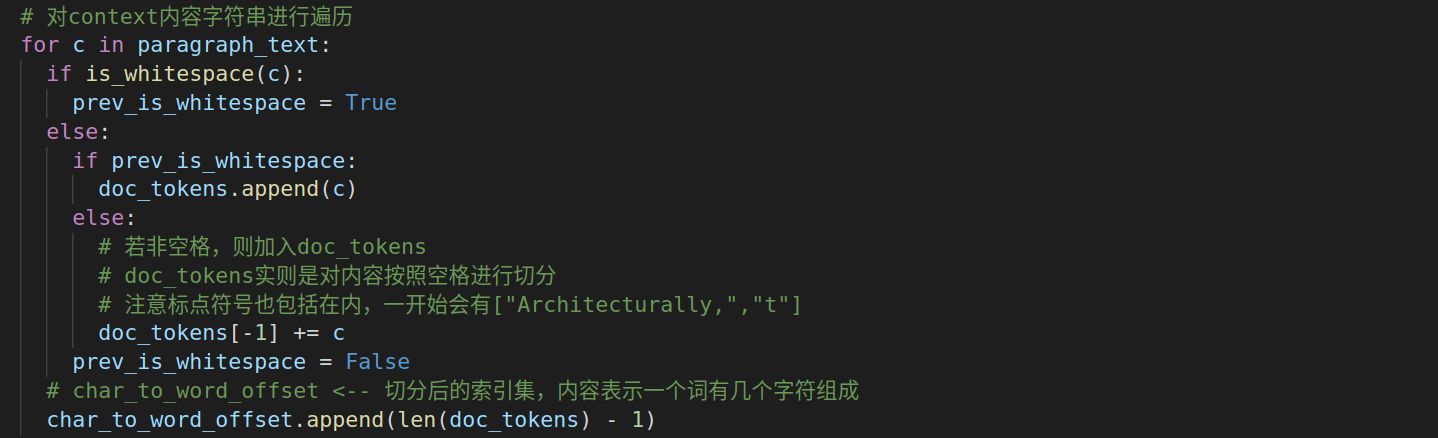 # 对context内容字符串进行遍历
for c in paragraph_text:
  if is_whitespace(c):
    prev_is_whitespace = True
  else:
    if prev_is_whitespace:
      doc_tokens.append(c)
    else:
      # 若非空格，则加入doc_tokens
      # doc_tokens实则是对内容按照空格进行切分
      # 注意标点符号也包括在内，一开始会有["Architecturally,","t"]
      doc_tokens[-1] += c
    prev_is_whitespace = False
  # char_to_word_offset <-- 切分后的索引集，内容表示一个词有几个字符组成
  char_to_word_offset.append(len(doc_tokens) - 1)